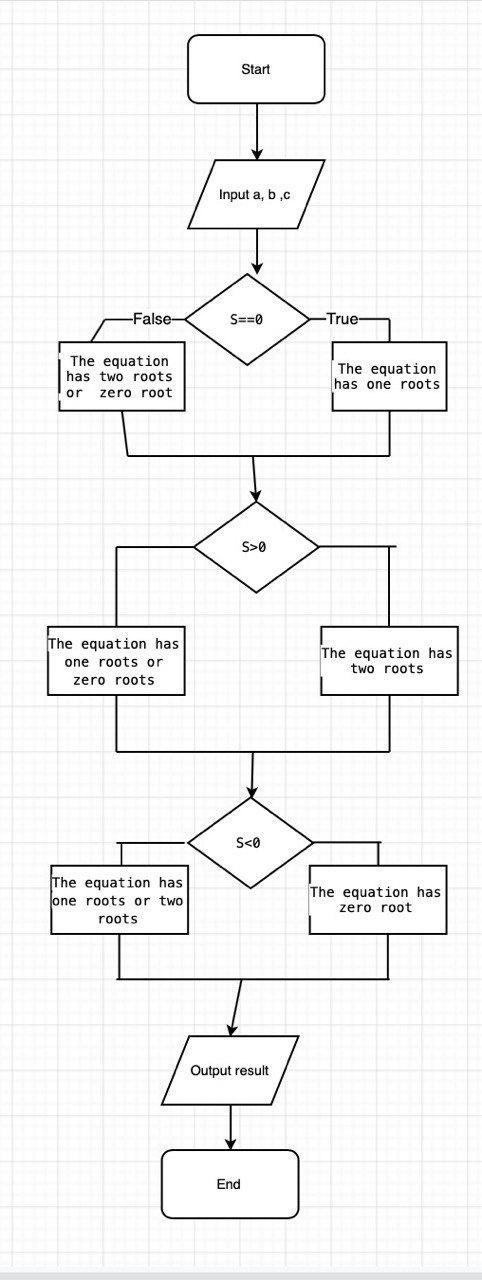 Start
Input a, b ,c
False
S==0
True
The equation
has two roots
or  zero root
The equation
has one roots
S>0
The equation has
one roots or
zero roots
The equation has
two roots
S<0
The equation has
one roots or two
roots
The equation has
zero root
Output result
End